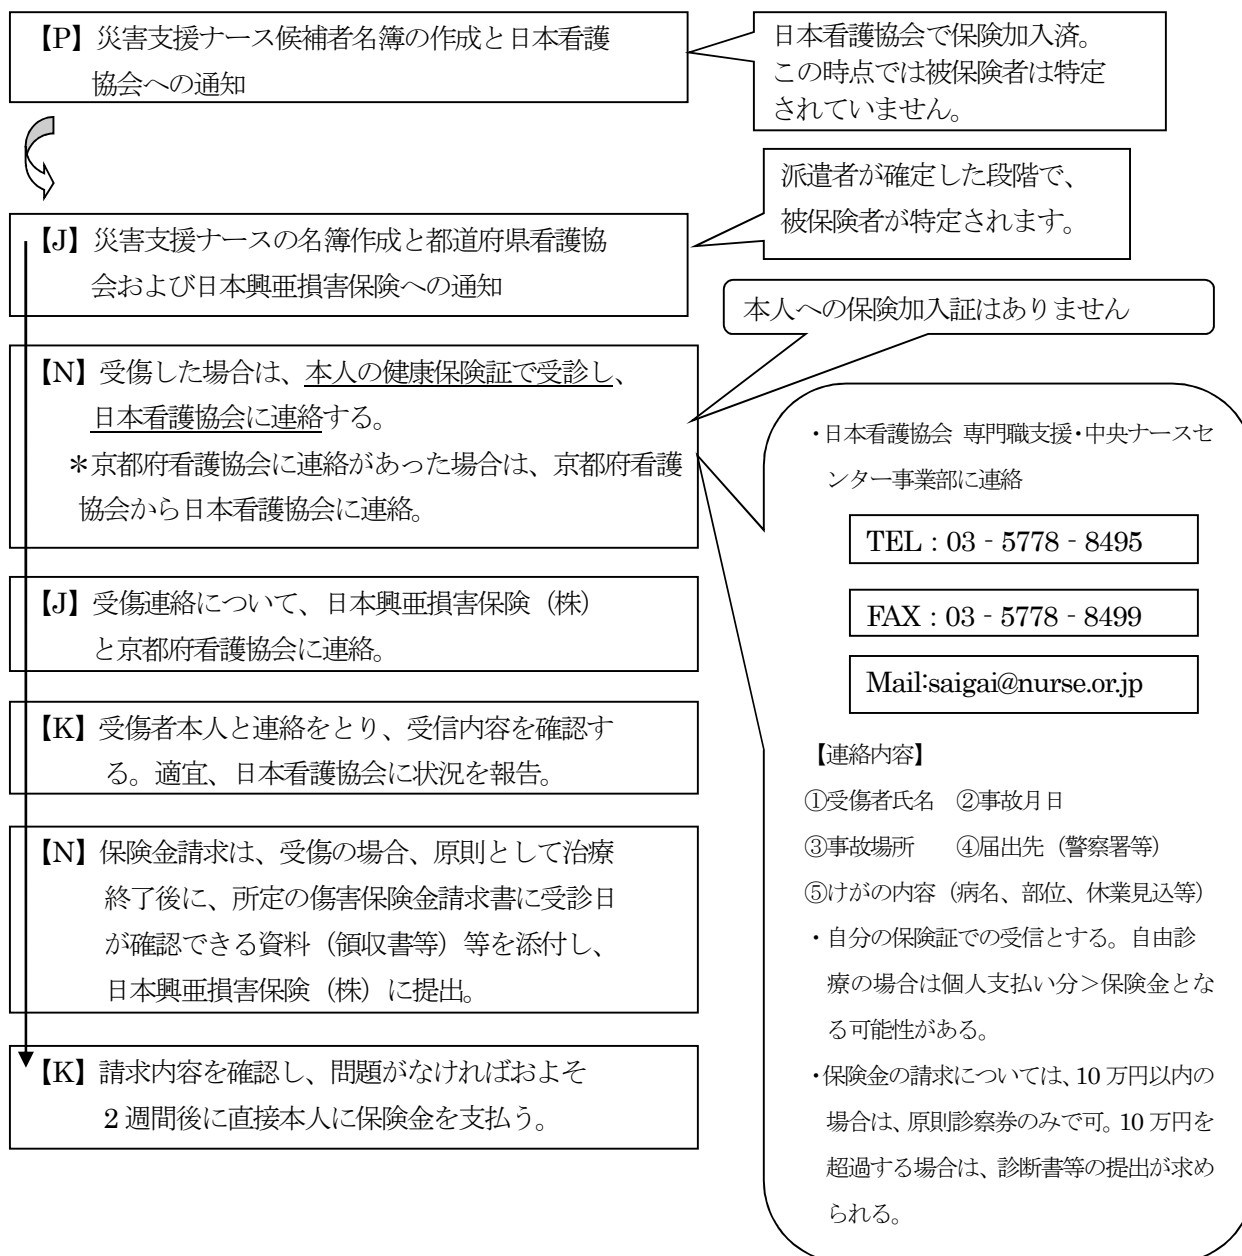 【P】災害支援ナース候補者名簿の作成と日本看護
協会への通知
日本看護協会で保険加入済。
この時点では被保険者は特定
されていません。
派遣者が確定した段階で、
被保険者が特定されます。
【J】災害支援ナースの名簿作成と都道府県看護協
会および日本興亜損害保険への通知
本人への保険加入証はありません
【N】受傷した場合は、本人の健康保険証で受診し、
日本看護協会に連絡する。
＊京都府看護協会に連絡があった場合は、京都府看護
協会から日本看護協会に連絡。
【J】受傷連絡について、日本興亜損害保険（株）
と京都府看護協会に連絡。
【K】受傷者本人と連絡をとり、受信内容を確認す
る。適宜、日本看護協会に状況を報告。
【N】保険金請求は、受傷の場合、原則として治療
終了後に、所定の傷害保険金請求書に受診日
が確認できる資料（領収書等）等を添付し、
日本興亜損害保険（株）に提出。
【K】請求内容を確認し、問題がなければおよそ
2 週間後に直接本人に保険金を支払う。
・日本看護協会 専門職支援・中央ナースセ
ンター事業部に連絡
TEL：03‐5778‐8495
FAX：03‐5778‐8499
Mail:saigai@nurse.or.jp
【連絡内容】
①受傷者氏名 ②事故月日
③事故場所 ④届出先（警察署等）
⑤けがの内容（病名、部位、休業見込等）
・自分の保険証での受信とする。自由診
療の場合は個人支払い分＞保険金とな
る可能性がある。
・保険金の請求については、10 万円以内の
場合は、原則診察券のみで可。10 万円を
超過する場合は、診断書等の提出が求め
られる。